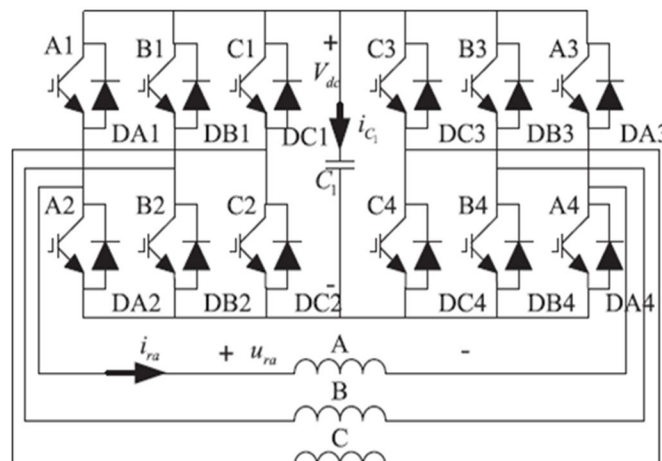 A1 B1 C1 + C3 B3 A3
V_dc
i_C1
DA1 DB1 DC1 DC3 DB3 DA3
C_1
A2 B2 C2 C4 B4 A4
-
DA2 DB2 DC2 DC4 DB4 DA4
i_ra + u_ra A -
B
C